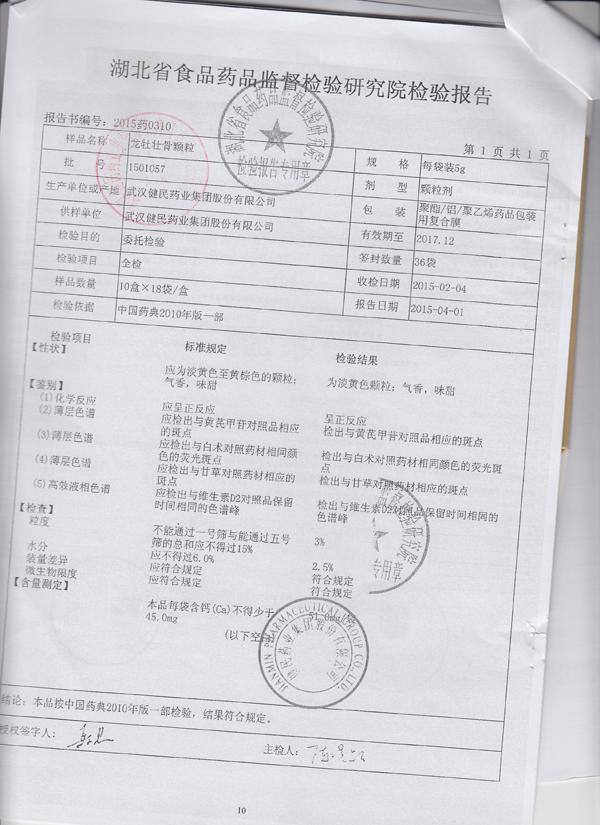 湖北省食品药品监督检验研究院检验报告
报告书编号: 2015药0310
第 1 页 共 1 页
样品名称 龙牡壮骨颗粒 规 格 每袋装5g
批 号 1501057 剂 型 颗粒剂
生产单位或产地 武汉健民药业集团股份有限公司 包 装 聚酯/铝/聚乙烯药品包装用复合膜
供样单位 武汉健民药业集团股份有限公司 有效期至 2017.12
检验目的 委托检验 签封数量 36袋
检验项目 全检 收检日期 2015-02-04
样品数量 10盒×18袋/盒 报告日期 2015-04-01
检验依据 中国药典2010年版一部
检验项目 标准规定 检验结果
【性状】 应为淡黄色至黄棕色的颗粒;
气香，味甜 为淡黄色颗粒; 气香，味甜
【鉴别】
(1)化学反应 应呈正反应 呈正反应
(2)薄层色谱 应检出与黄芪甲苷对照品相应 检出与黄芪甲苷对照品相应的斑点
的斑点
(3)薄层色谱 应检出与白术对照药材相同颜 检出与白术对照药材相同颜色的荧光斑
色的荧光斑点 点
(4)薄层色谱 应检出与甘草对照药材相应的 检出与甘草对照药材相应的斑点
斑点
(5)高效液相色谱 应检出与维生素D2对照品保留 检出与维生素D2对照品保留时间相同的
时间相同的色谱峰 色谱峰
【检查】
粒度 不能通过一号筛与能通过五号 3%
筛的总和应不得过15%
水分 应不得过6.0% 2.5%
装量差异 应符合规定 符合规定
微生物限度 应符合规定 符合规定
【含量测定】
本品每袋含钙(Ca)不得少于 51.6mg/袋
45.0mg
(以下空白)
结论: 本品按中国药典2010年版一部检验，结果符合规定。
授权签字人:
主检人:
10
湖北省食品药品监督检验研究院
检验报告专用章
专用章
HANMIN PHARMACEUTICAL GROUP CO.,LTD.
健民药业集团股份有限公司